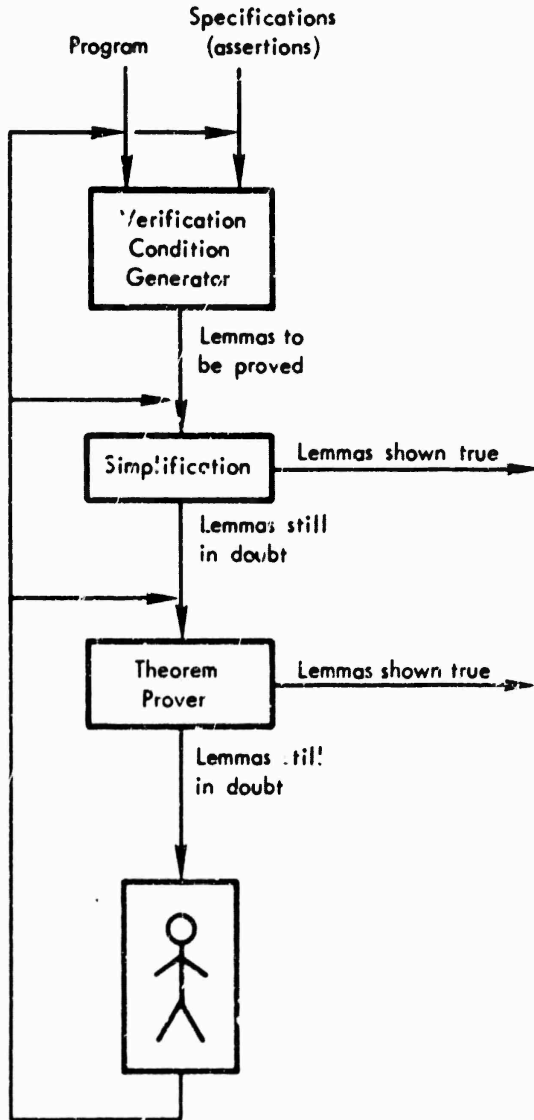 Specifications
(assertions)
Program
Verification
Condition
Generator
Lemmas to
be proved
Simplification
Lemmas shown true
Lemmas still
in doubt
Theorem
Prover
Lemmas shown true
Lemmas still
in doubt